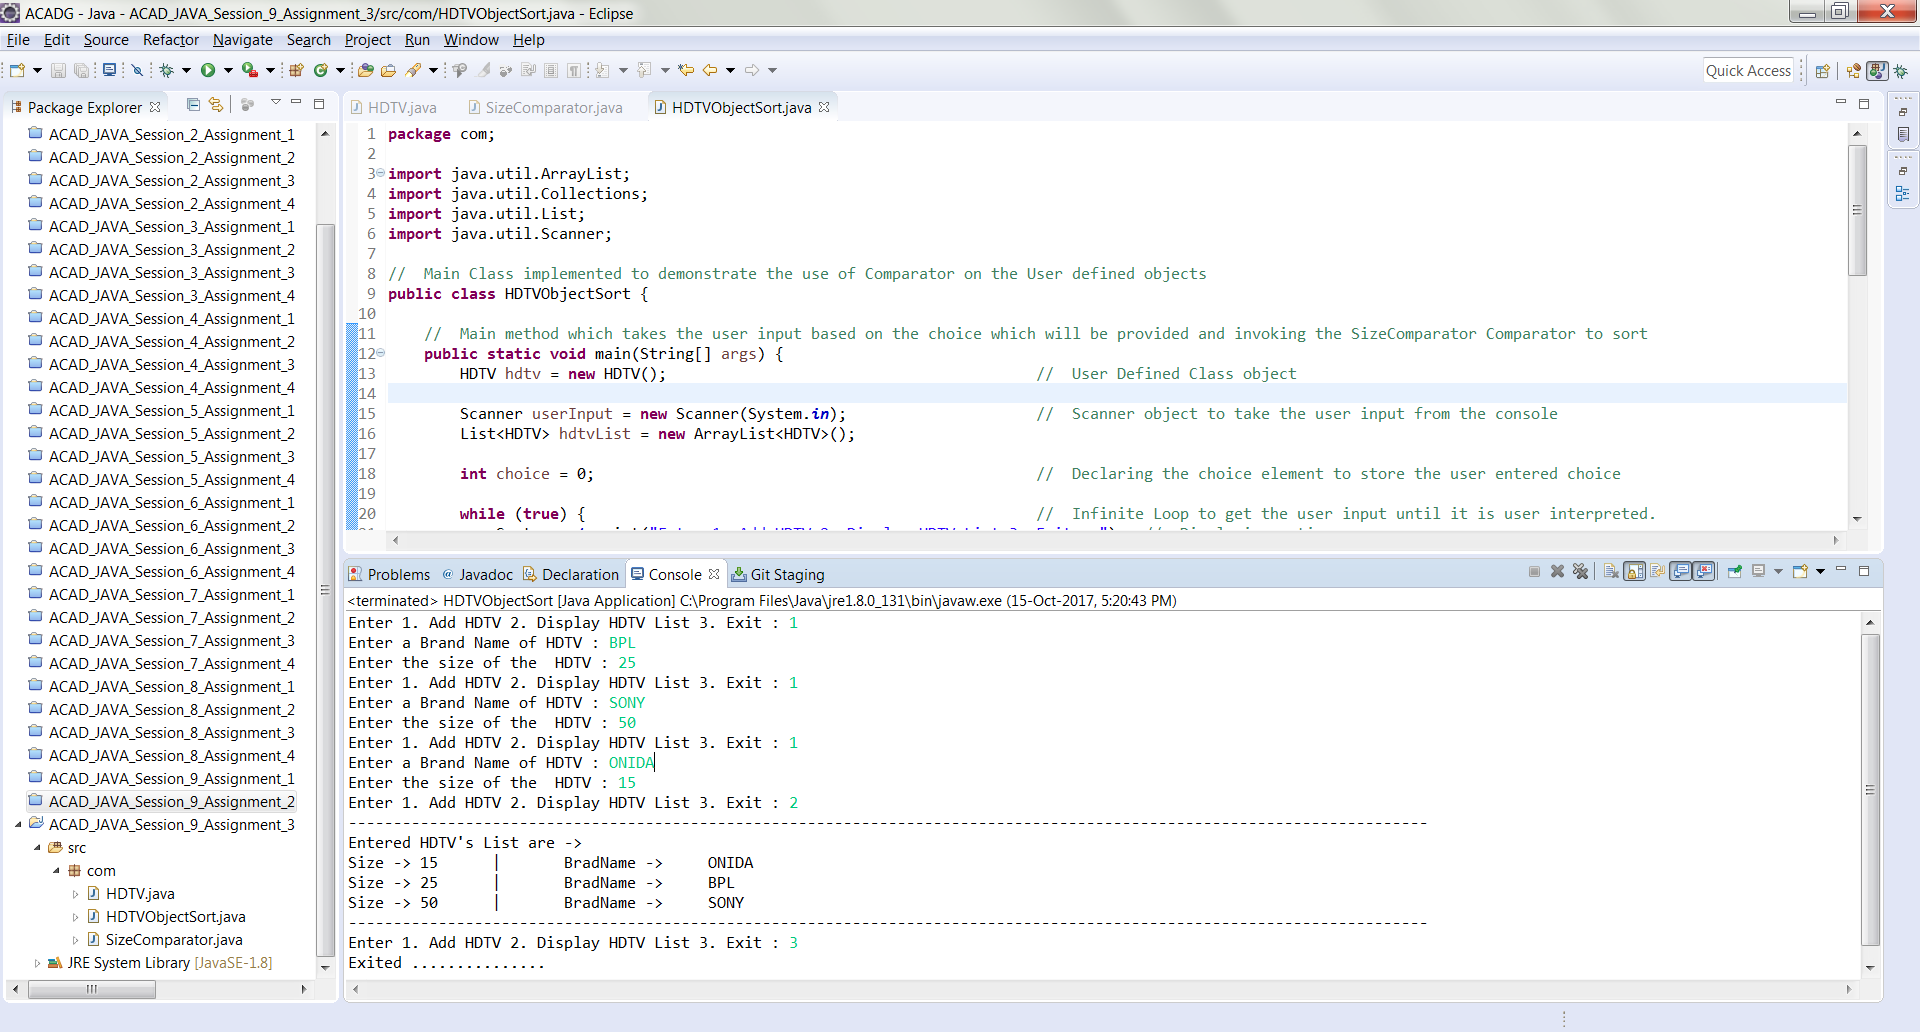 ACADG - Java - ACAD_JAVA_Session_9_Assignment_3/src/com/HDTVObjectSort.java - Eclipse
File Edit Source Refactor Navigate Search Project Run Window Help
Quick Access
Package Explorer
ACAD_JAVA_Session_2_Assignment_1
ACAD_JAVA_Session_2_Assignment_2
ACAD_JAVA_Session_2_Assignment_3
ACAD_JAVA_Session_2_Assignment_4
ACAD_JAVA_Session_3_Assignment_1
ACAD_JAVA_Session_3_Assignment_2
ACAD_JAVA_Session_3_Assignment_3
ACAD_JAVA_Session_3_Assignment_4
ACAD_JAVA_Session_4_Assignment_1
ACAD_JAVA_Session_4_Assignment_2
ACAD_JAVA_Session_4_Assignment_3
ACAD_JAVA_Session_4_Assignment_4
ACAD_JAVA_Session_5_Assignment_1
ACAD_JAVA_Session_5_Assignment_2
ACAD_JAVA_Session_5_Assignment_3
ACAD_JAVA_Session_5_Assignment_4
ACAD_JAVA_Session_6_Assignment_1
ACAD_JAVA_Session_6_Assignment_2
ACAD_JAVA_Session_6_Assignment_3
ACAD_JAVA_Session_6_Assignment_4
ACAD_JAVA_Session_7_Assignment_1
ACAD_JAVA_Session_7_Assignment_2
ACAD_JAVA_Session_7_Assignment_3
ACAD_JAVA_Session_7_Assignment_4
ACAD_JAVA_Session_8_Assignment_1
ACAD_JAVA_Session_8_Assignment_2
ACAD_JAVA_Session_8_Assignment_3
ACAD_JAVA_Session_8_Assignment_4
ACAD_JAVA_Session_9_Assignment_1
ACAD_JAVA_Session_9_Assignment_2
ACAD_JAVA_Session_9_Assignment_3
src
com
HDTV.java
HDTVObjectSort.java
SizeComparator.java
JRE System Library [JavaSE-1.8]
HDTV.java SizeComparator.java HDTVObjectSort.java
1 package com;
2
3 import java.util.ArrayList;
4 import java.util.Collections;
5 import java.util.List;
6 import java.util.Scanner;
7
8 //  Main Class implemented to demonstrate the use of Comparator on the User defined objects
9 public class HDTVObjectSort {
10
11     //  Main method which takes the user input based on the choice which will be provided and invoking the SizeComparator Comparator to sort
12     public static void main(String[] args) {
13         HDTV hdtv = new HDTV();                                         //  User Defined Class object
14
15         Scanner userInput = new Scanner(System.in);                     //  Scanner object to take the user input from the console
16         List<HDTV> hdtvList = new ArrayList<HDTV>();
17
18         int choice = 0;                                                 //  Declaring the choice element to store the user entered choice
19
20         while (true) {                                                  //  Infinite Loop to get the user input until it is user interpreted.
Problems Javadoc Declaration Console Git Staging
<terminated> HDTVObjectSort [Java Application] C:\Program Files\Java\jre1.8.0_131\bin\javaw.exe (15-Oct-2017, 5:20:43 PM)
Enter 1. Add HDTV 2. Display HDTV List 3. Exit : 1
Enter a Brand Name of HDTV : BPL
Enter the size of the  HDTV : 25
Enter 1. Add HDTV 2. Display HDTV List 3. Exit : 1
Enter a Brand Name of HDTV : SONY
Enter the size of the  HDTV : 50
Enter 1. Add HDTV 2. Display HDTV List 3. Exit : 1
Enter a Brand Name of HDTV : ONIDA
Enter the size of the  HDTV : 15
Enter 1. Add HDTV 2. Display HDTV List 3. Exit : 2
------------------------------------------------------------------------------------------------------------------------
Entered HDTV's List are ->
Size -> 15      |       BradName ->     ONIDA
Size -> 25      |       BradName ->     BPL
Size -> 50      |       BradName ->     SONY
------------------------------------------------------------------------------------------------------------------------
Enter 1. Add HDTV 2. Display HDTV List 3. Exit : 3
Exited ...............